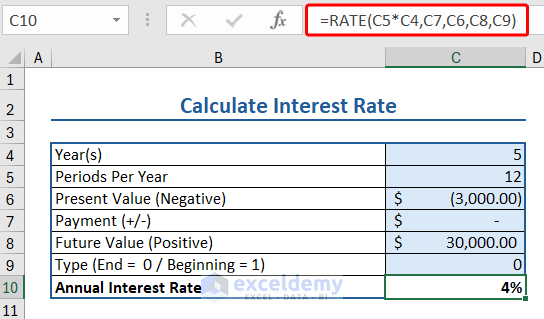 C10 fx =RATE(C5*C4,C7,C6,C8,C9)
A B C D
1
2 Calculate Interest Rate
3
4 Year(s) 5
5 Periods Per Year 12
6 Present Value (Negative) $ (3,000.00)
7 Payment (+/-) $ -
8 Future Value (Positive) $ 30,000.00
9 Type (End = 0 / Beginning = 1) 0
10 Annual Interest Rate 4%
exceldemy
EXCEL - DATA - BI
11